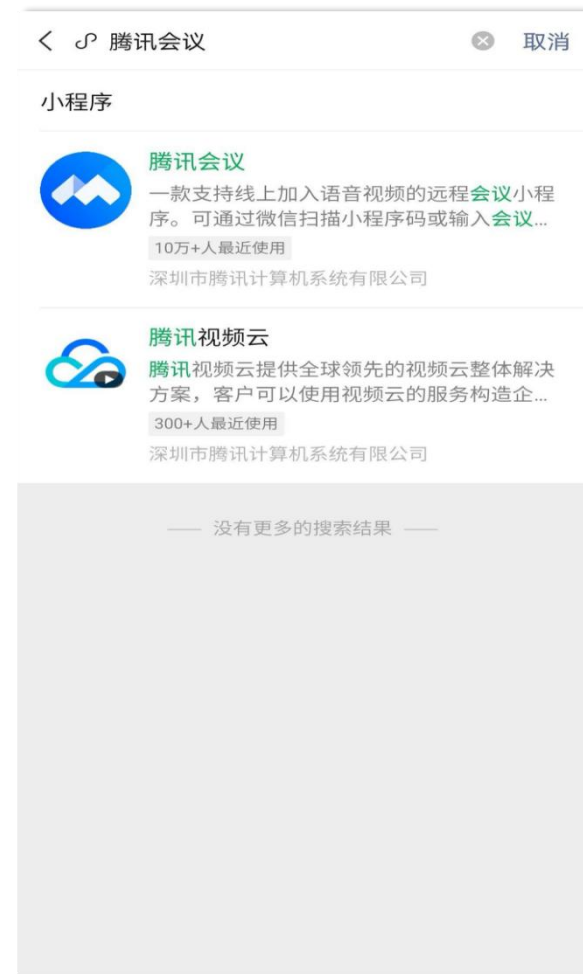 腾讯会议
取消
小程序
腾讯会议
一款支持线上加入语音视频的远程会议小程
序。可通过微信扫描小程序码或输入会议...
10万+人最近使用
深圳市腾讯计算机系统有限公司
腾讯视频云
腾讯视频云提供全球领先的视频云整体解决
方案，客户可以使用视频云的服务构造企...
300+人最近使用
深圳市腾讯计算机系统有限公司
没有更多的搜索结果